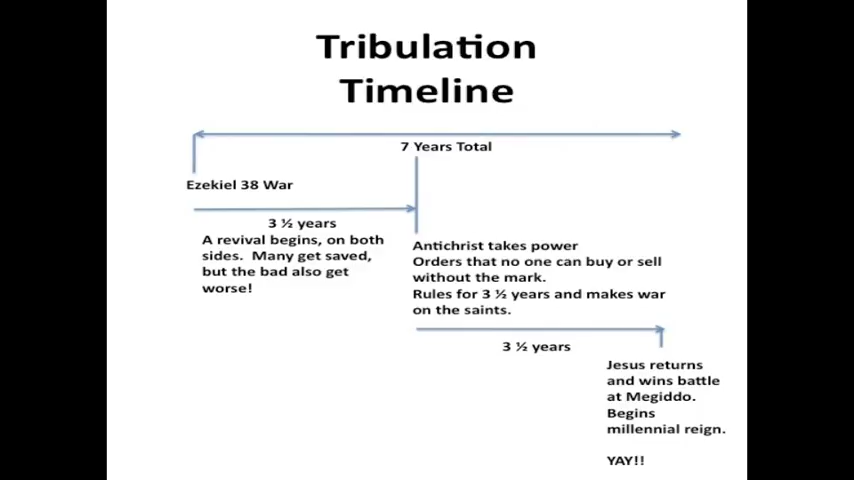 Tribulation
Timeline
7 Years Total
Ezekiel 38 War
3 ½ years
A revival begins, on both
sides. Many get saved,
but the bad also get
worse!
Antichrist takes power
Orders that no one can buy or sell
without the mark.
Rules for 3 ½ years and makes war
on the saints.
3 ½ years
Jesus returns
and wins battle
at Megiddo.
Begins
millennial reign.
YAY!!